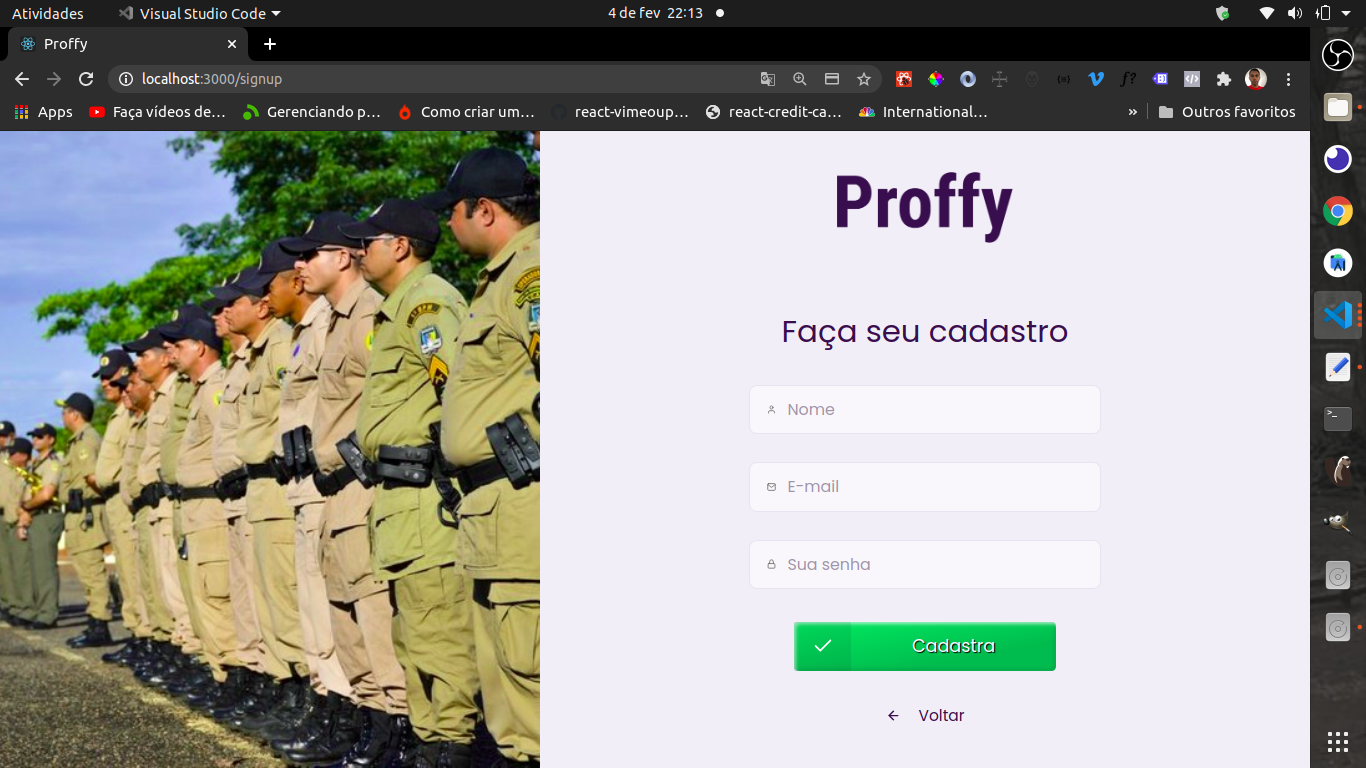 Atividades
Visual Studio Code
4 de fev 22:13
Proffy
localhost:3000/signup
Apps
Faça vídeos de...
Gerenciando p...
Como criar um...
react-vimeoup...
react-credit-ca...
International...
»
Outros favoritos
Proffy
Faça seu cadastro
Nome
E-mail
Sua senha
Cadastra
Voltar